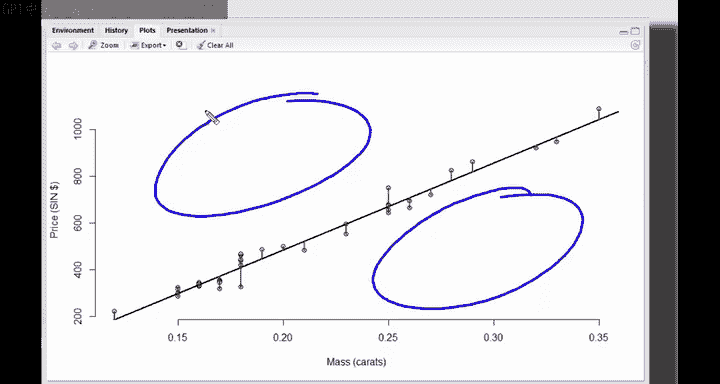 Environment History Plots Presentation
Zoom Export Clear All
Price (SIN $)
1000
800
600
400
200
0.15 0.20 0.25 0.30 0.35
Mass (carats)